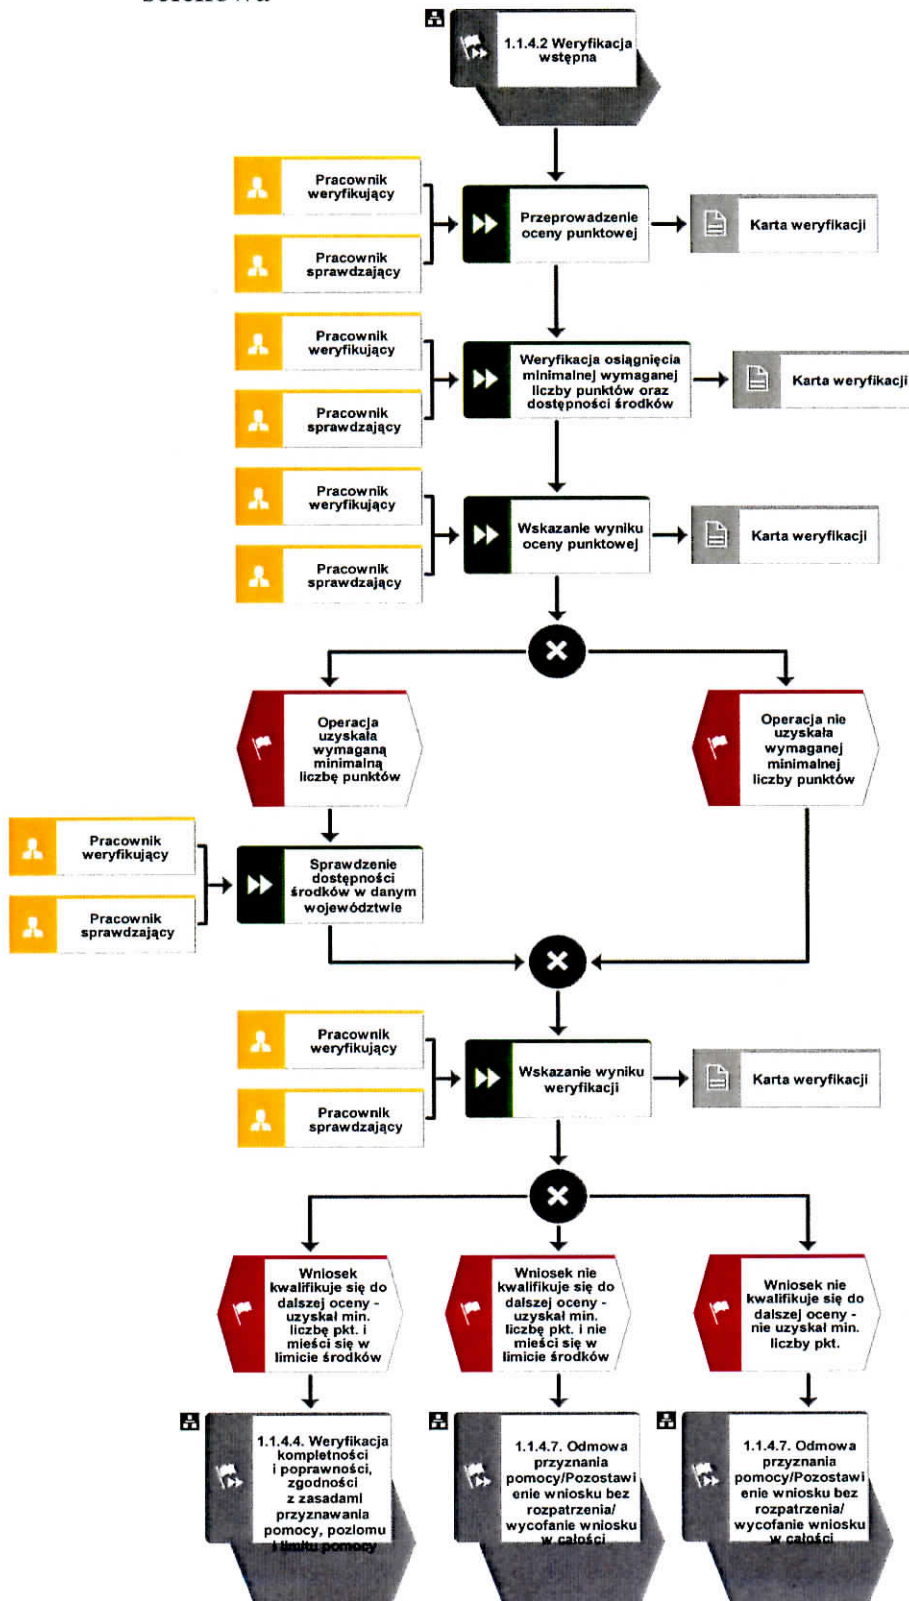 1.1.4.2 Weryfikacja
wstępna
Pracownik
weryfikujący
Pracownik
sprawdzający
Przeprowadzenie
oceny punktowej
Karta weryfikacji
Pracownik
weryfikujący
Pracownik
sprawdzający
Weryfikacja osiągnięcia
minimalnej wymaganej
liczby punktów oraz
dostępności środków
Karta weryfikacji
Pracownik
weryfikujący
Pracownik
sprawdzający
Wskazanie wyniku
oceny punktowej
Karta weryfikacji
Operacja
uzyskała
wymaganą
minimalną
liczbę punktów
Operacja nie
uzyskała
wymaganej
minimalnej
liczby punktów
Pracownik
weryfikujący
Pracownik
sprawdzający
Sprawdzenie
dostępności
środków w danym
województwie
Pracownik
weryfikujący
Pracownik
sprawdzający
Wskazanie wyniku
weryfikacji
Karta weryfikacji
Wniosek
kwalifikuje się do
dalszej oceny -
uzyskał min.
liczbę pkt. i
mieści się w
limicie środków
Wniosek nie
kwalifikuje się do
dalszej oceny -
uzyskał min.
liczbę pkt. i nie
mieści się w
limicie środków
Wniosek nie
kwalifikuje się do
dalszej oceny -
nie uzyskał min.
liczby pkt.
1.1.4.4. Weryfikacja
kompletności
i poprawności,
zgodności
z zasadami
przyznawania
pomocy, poziomu
i limitu pomocy
1.1.4.7. Odmowa
przyznania
pomocy/Pozostawi
enie wniosku bez
rozpatrzenia/
wycofanie wniosku
w całości
1.1.4.7. Odmowa
przyznania
pomocy/Pozostawi
enie wniosku bez
rozpatrzenia/
wycofanie wniosku
w całości